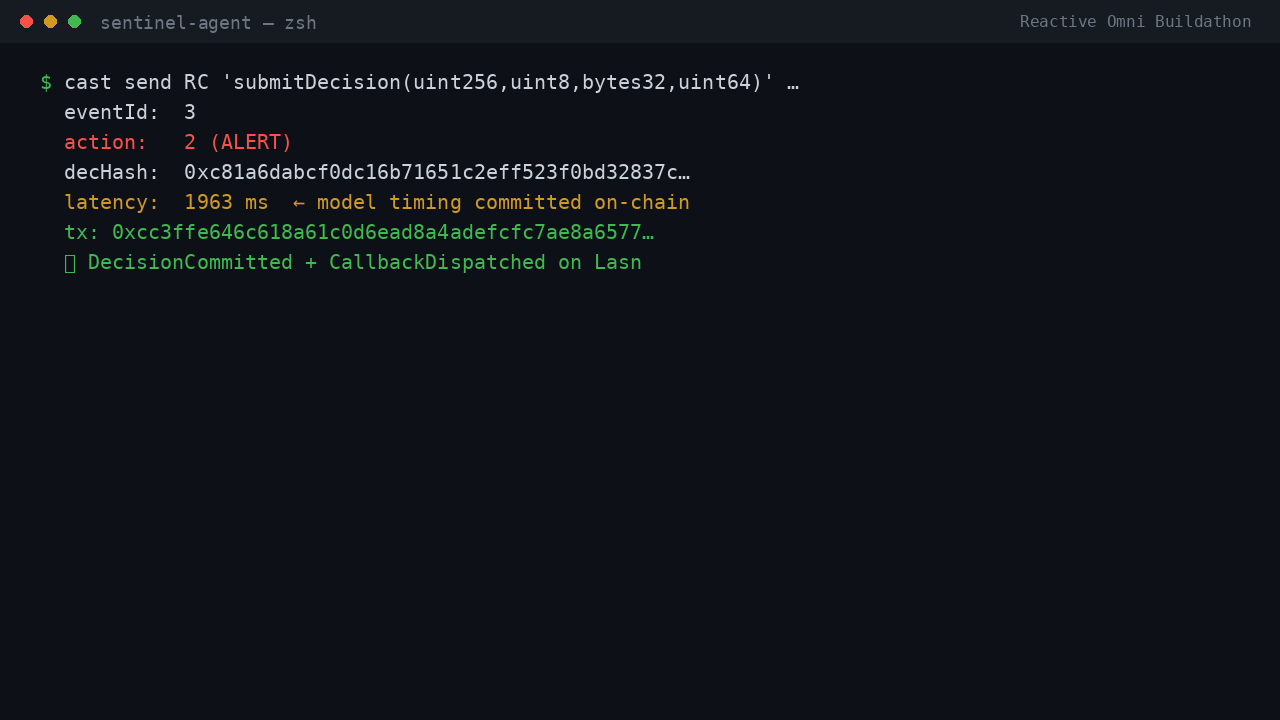 sentinel-agent — zsh
Reactive Omni Buildathon
$ cast send RC 'submitDecision(uint256,uint8,bytes32,uint64)' …
eventId: 3
action: 2 (ALERT)
decHash: 0xc81a6dabcf0dc16b71651c2eff523f0bd32837c…
latency: 1963 ms ← model timing committed on-chain
tx: 0xcc3ffe646c618a61c0d6ead8a4adefcfc7ae8a6577…
DecisionCommitted + CallbackDispatched on Lasn